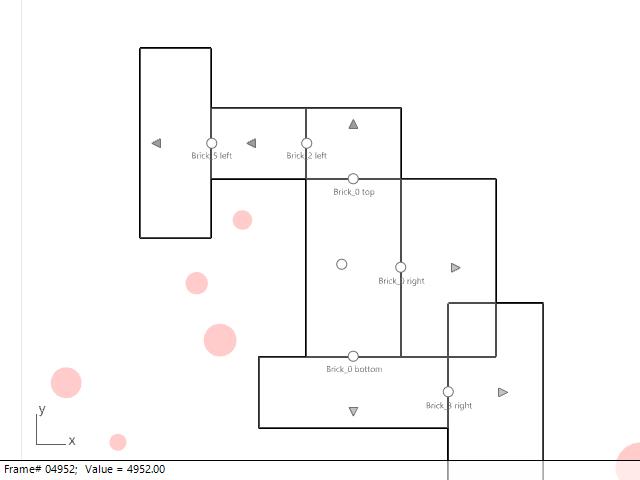 Brick_5 left
Brick_2 left
Brick_0 top
Brick_0 right
Brick_0 bottom
Brick_3 right
y
x
Frame# 04952; Value = 4952.00